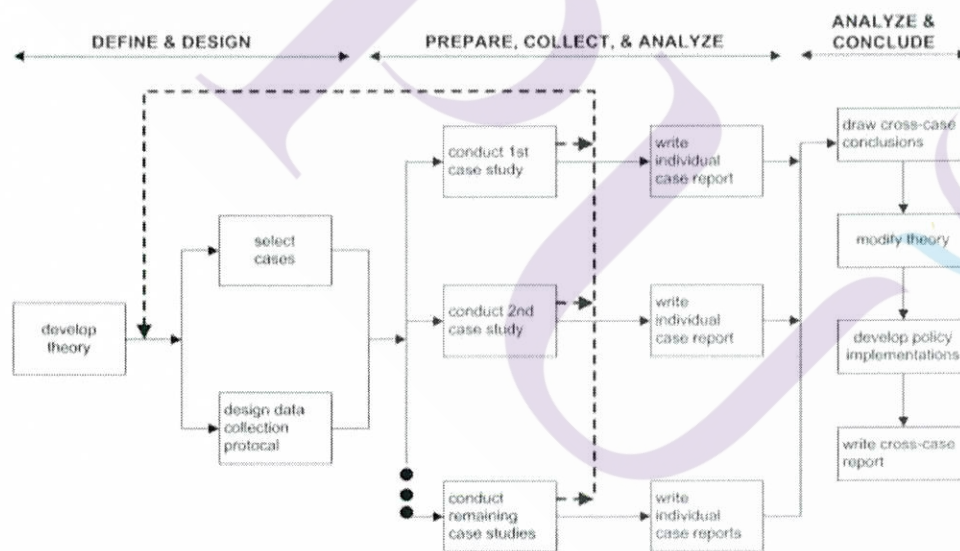 DEFINE & DESIGN
PREPARE, COLLECT, & ANALYZE
ANALYZE &
CONCLUDE
conduct 1st
case study
write
individual
case report
draw cross-case
conclusions
select
cases
modify theory
develop
theory
conduct 2nd
case study
write
individual
case report
develop policy
implementations
design data
collection
protocal
write cross-case
report
conduct
remaining
case studies
write
individual
case reports